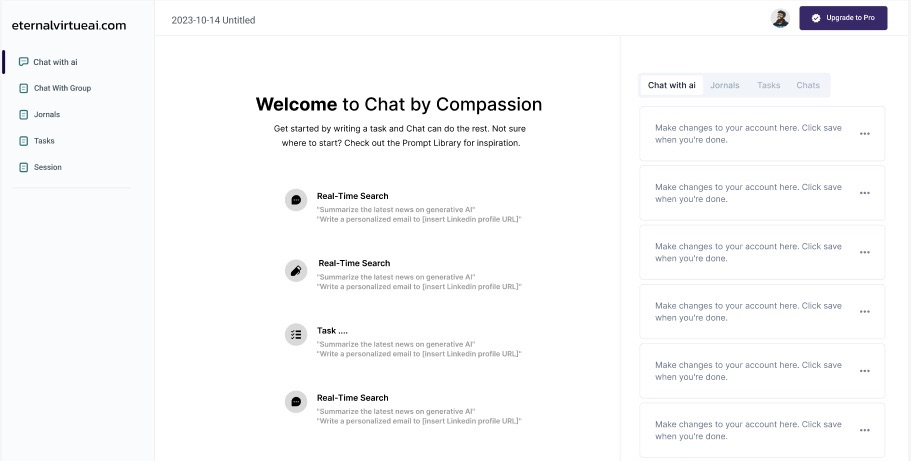 eternalvirtueai.com
Chat with ai
Chat With Group
Jornals
Tasks
Session
2023-10-14 Untitled
Upgrade to Pro
Welcome to Chat by Compassion
Get started by writing a task and Chat can do the rest. Not sure
where to start? Check out the Prompt Library for inspiration.
Real-Time Search
"Summarize the latest news on generative AI"
"Write a personalized email to [insert Linkedin profile URL]"
Real-Time Search
"Summarize the latest news on generative AI"
"Write a personalized email to [insert Linkedin profile URL]"
Task ....
"Summarize the latest news on generative AI"
"Write a personalized email to [insert Linkedin profile URL]"
Real-Time Search
"Summarize the latest news on generative AI"
"Write a personalized email to [insert Linkedin profile URL]"
Chat with ai Jornals Tasks Chats
Make changes to your account here. Click save
when you're done.
Make changes to your account here. Click save
when you're done.
Make changes to your account here. Click save
when you're done.
Make changes to your account here. Click save
when you're done.
Make changes to your account here. Click save
when you're done.
Make changes to your account here. Click save
when you're done.